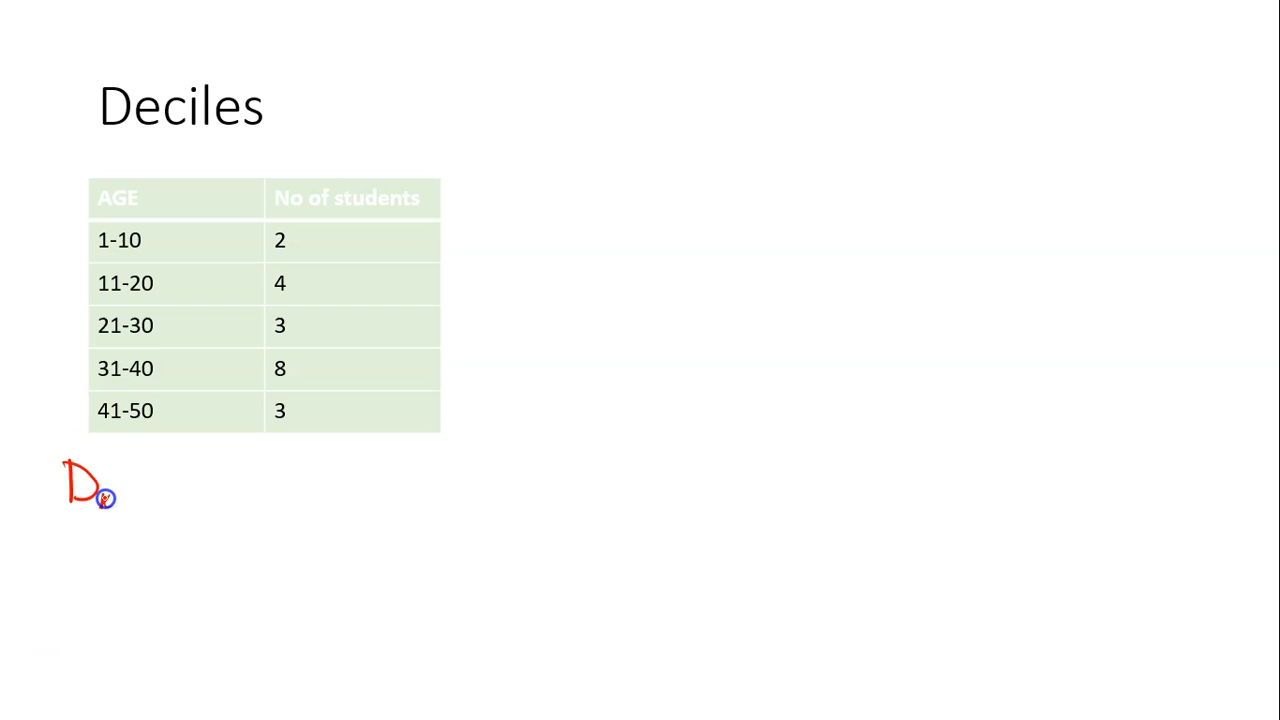 Deciles
AGE No of students
1-10 2
11-20 4
21-30 3
31-40 8
41-50 3
D